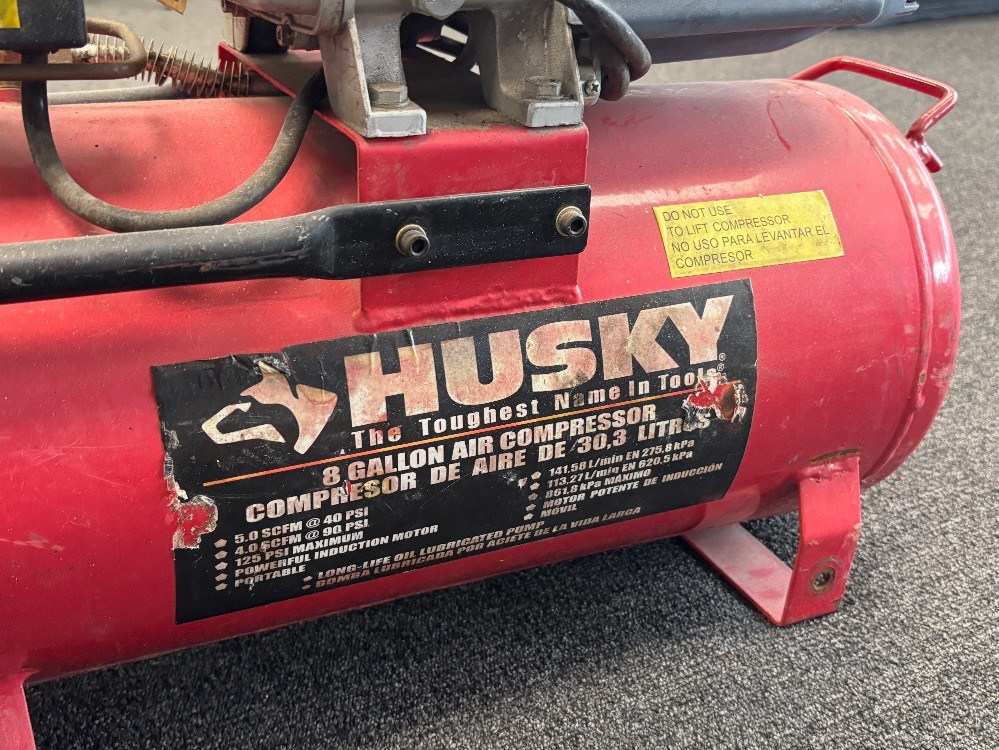 DO NOT USE
TO LIFT COMPRESSOR
NO USO PARA LEVANTAR EL
COMPRESOR
HUSKY®
The Toughest Name In Tools®
8 GALLON AIR COMPRESSOR
COMPRESOR DE AIRE DE 30,3 LITROS
5.0 SCFM @ 40 PSI
4.0 SCFM @ 90 PSI
125 PSI MAXIMUM
POWERFUL INDUCTION MOTOR
PORTABLE
141,58 L/min EN 275,8 kPa
113,27 L/min EN 620,5 kPa
861,8 kPa MÁXIMO
MOTOR POTENTE DE INDUCCIÓN
MÓVIL
LONG-LIFE OIL LUBRICATED PUMP
BOMBA LUBRICADA POR ACIETE DE LA VIDA LARGA